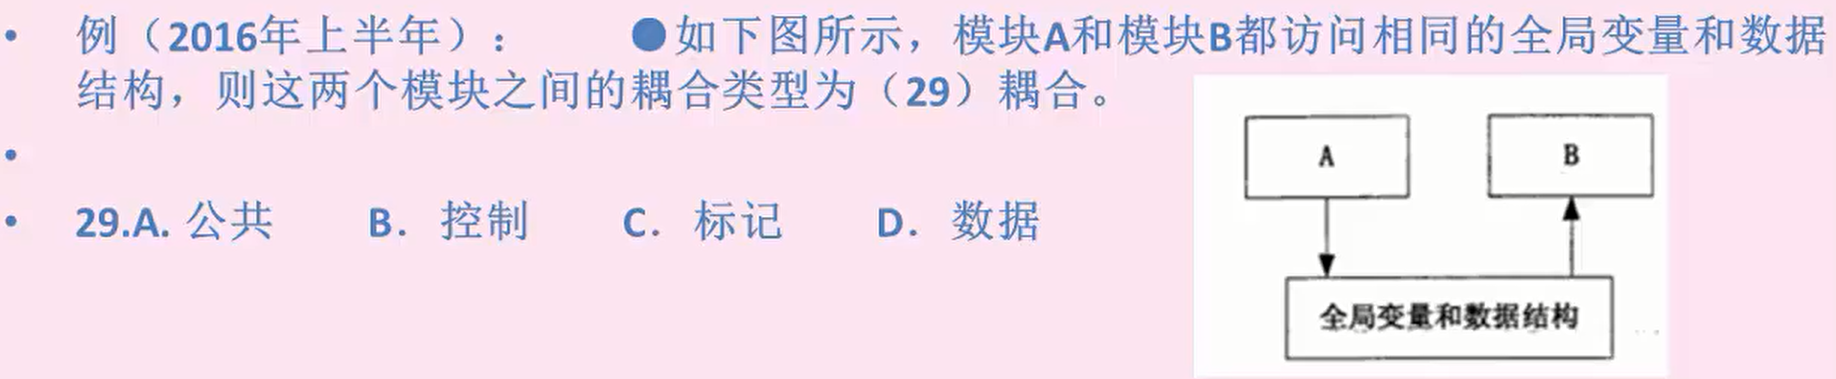 • 例（2016年上半年）： ●如下图所示，模块A和模块B都访问相同的全局变量和数据
结构，则这两个模块之间的耦合类型为（29）耦合。
•
• 29.A. 公共 B. 控制 C. 标记 D. 数据
A
B
全局变量和数据结构